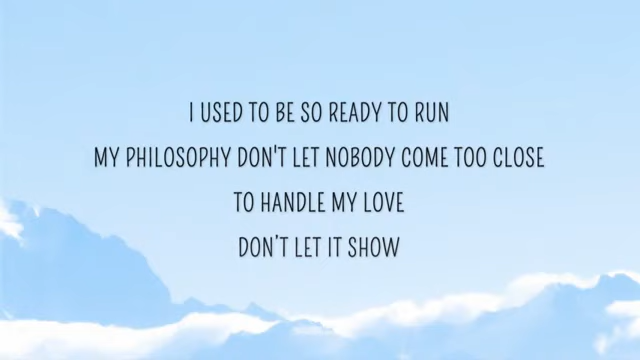 I USED TO BE SO READY TO RUN
MY PHILOSOPHY DON'T LET NOBODY COME TOO CLOSE
TO HANDLE MY LOVE
DON'T LET IT SHOW